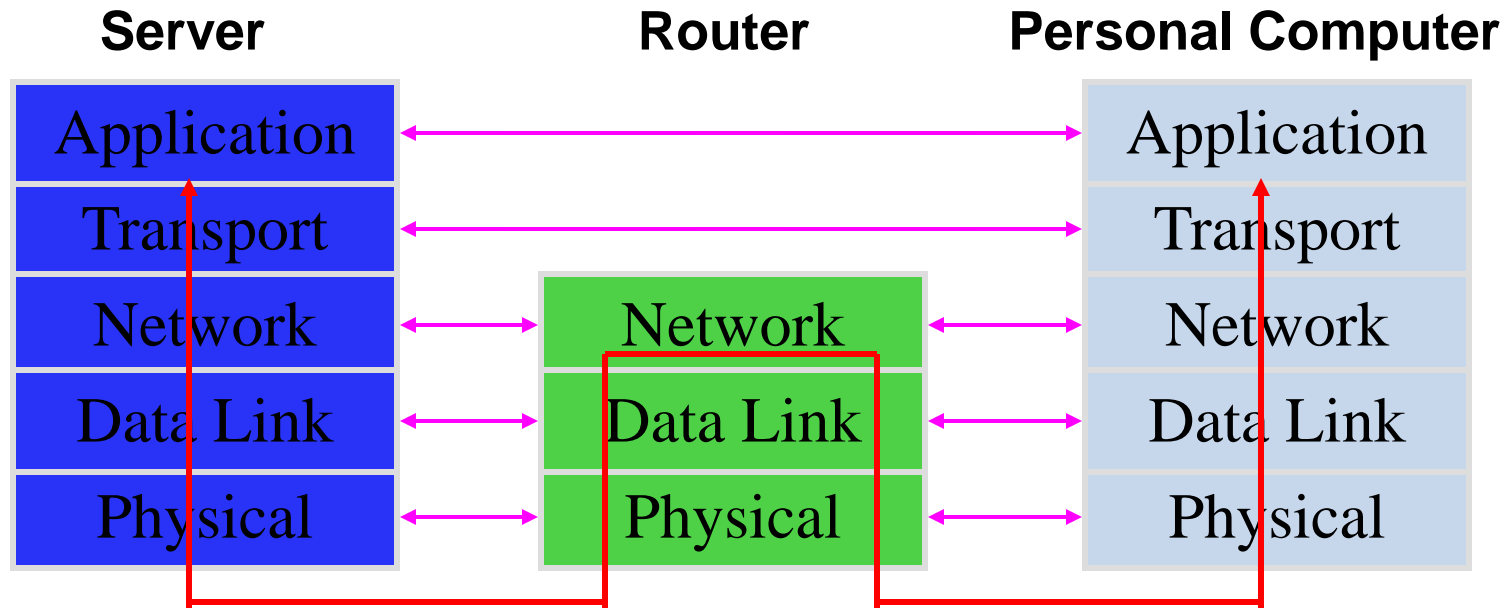 Server Router Personal Computer
Application Application
Transport Transport
Network Network Network
Data Link Data Link Data Link
Physical Physical Physical